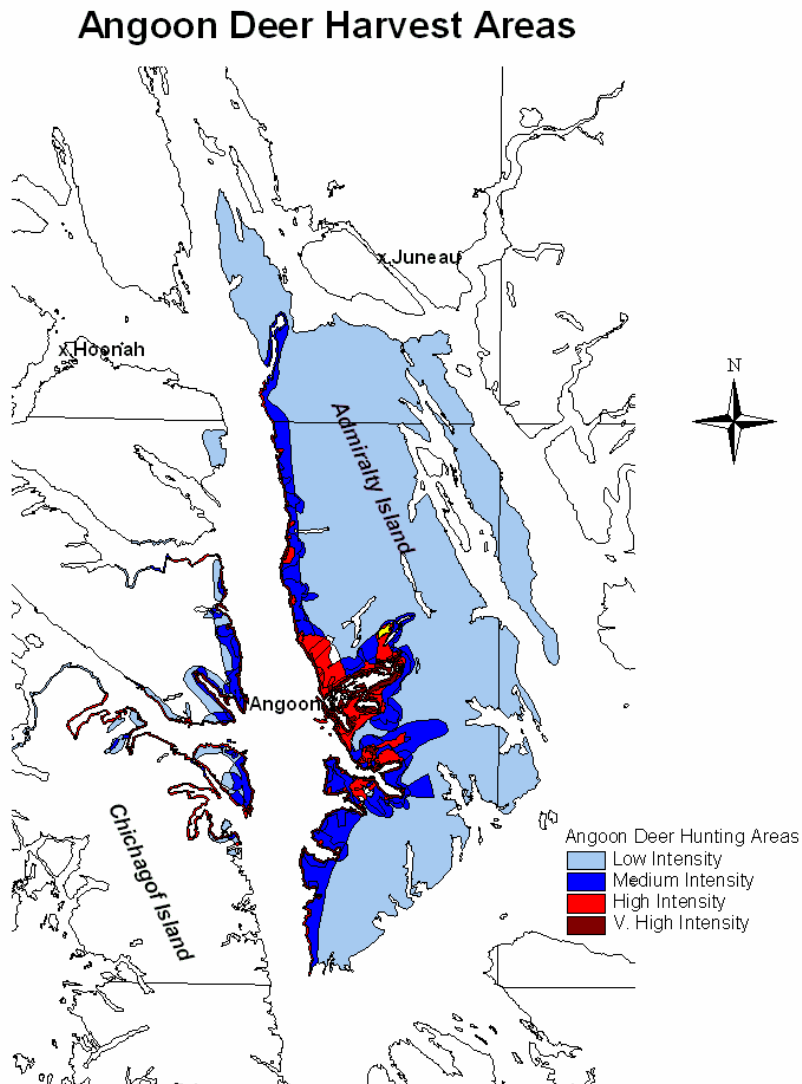 Angoon Deer Harvest Areas
x Juneau
x Hoonah
N
Admiralty Island
Angoon
Chichagof Island
Angoon Deer Hunting Areas
Low Intensity
Medium Intensity
High Intensity
V. High Intensity